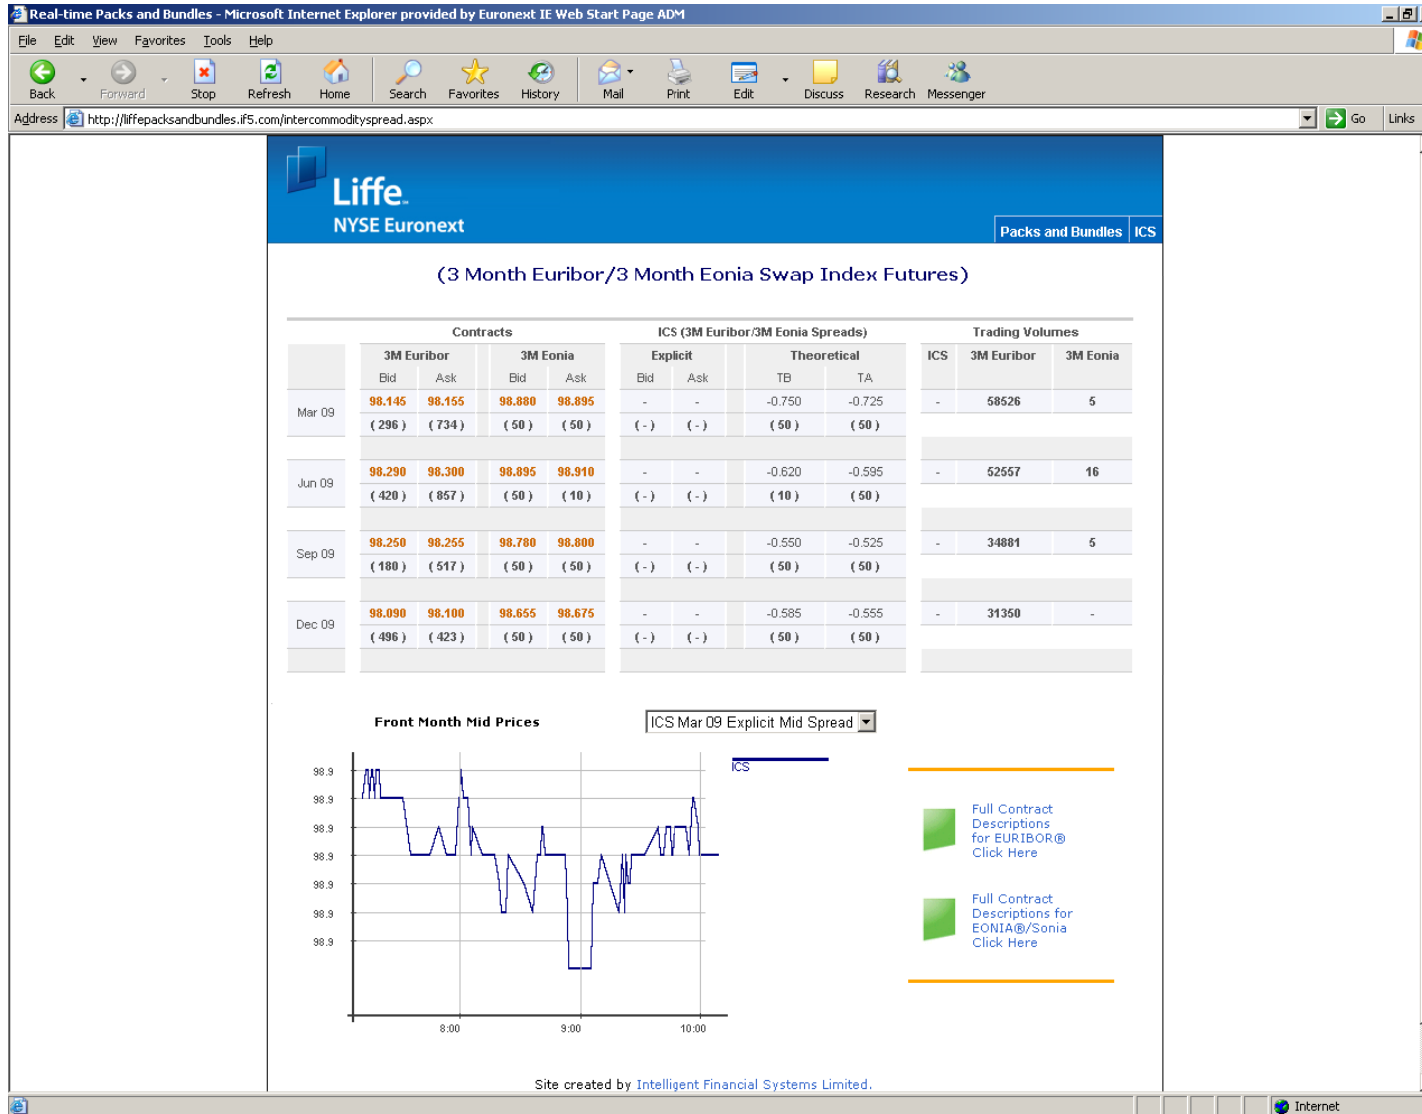 Real-time Packs and Bundles - Microsoft Internet Explorer provided by Euronext IE Web Start Page ADM
File Edit View Favorites Tools Help
Back Forward Stop Refresh Home Search Favorites History Mail Print Edit Discuss Research Messenger
Address http://liffepacksandbundles.if5.com/intercommodityspread.aspx Go Links
Liffe™
NYSE Euronext
Packs and Bundles ICS
(3 Month Euribor/3 Month Eonia Swap Index Futures)
Contracts ICS (3M Euribor/3M Eonia Spreads) Trading Volumes
3M Euribor 3M Eonia Explicit Theoretical ICS 3M Euribor 3M Eonia
Bid Ask Bid Ask Bid Ask TB TA
Mar 09 98.145 98.155 98.880 98.895 - - -0.750 -0.725 - 58526 5
( 296 ) ( 734 ) ( 50 ) ( 50 ) ( - ) ( - ) ( 50 ) ( 50 )
Jun 09 98.290 98.300 98.895 98.910 - - -0.620 -0.595 - 52557 16
( 420 ) ( 857 ) ( 50 ) ( 10 ) ( - ) ( - ) ( 10 ) ( 50 )
Sep 09 98.250 98.255 98.780 98.800 - - -0.550 -0.525 - 34881 5
( 180 ) ( 517 ) ( 50 ) ( 50 ) ( - ) ( - ) ( 50 ) ( 50 )
Dec 09 98.090 98.100 98.655 98.675 - - -0.585 -0.555 - 31350 -
( 496 ) ( 423 ) ( 50 ) ( 50 ) ( - ) ( - ) ( 50 ) ( 50 )
Front Month Mid Prices
ICS Mar 09 Explicit Mid Spread
ICS
98.9
98.9
98.9
98.9
98.9
98.9
98.9
8:00 9:00 10:00
Full Contract
Descriptions
for EURIBOR®
Click Here
Full Contract
Descriptions for
EONIA®/Sonia
Click Here
Site created by Intelligent Financial Systems Limited.
Internet